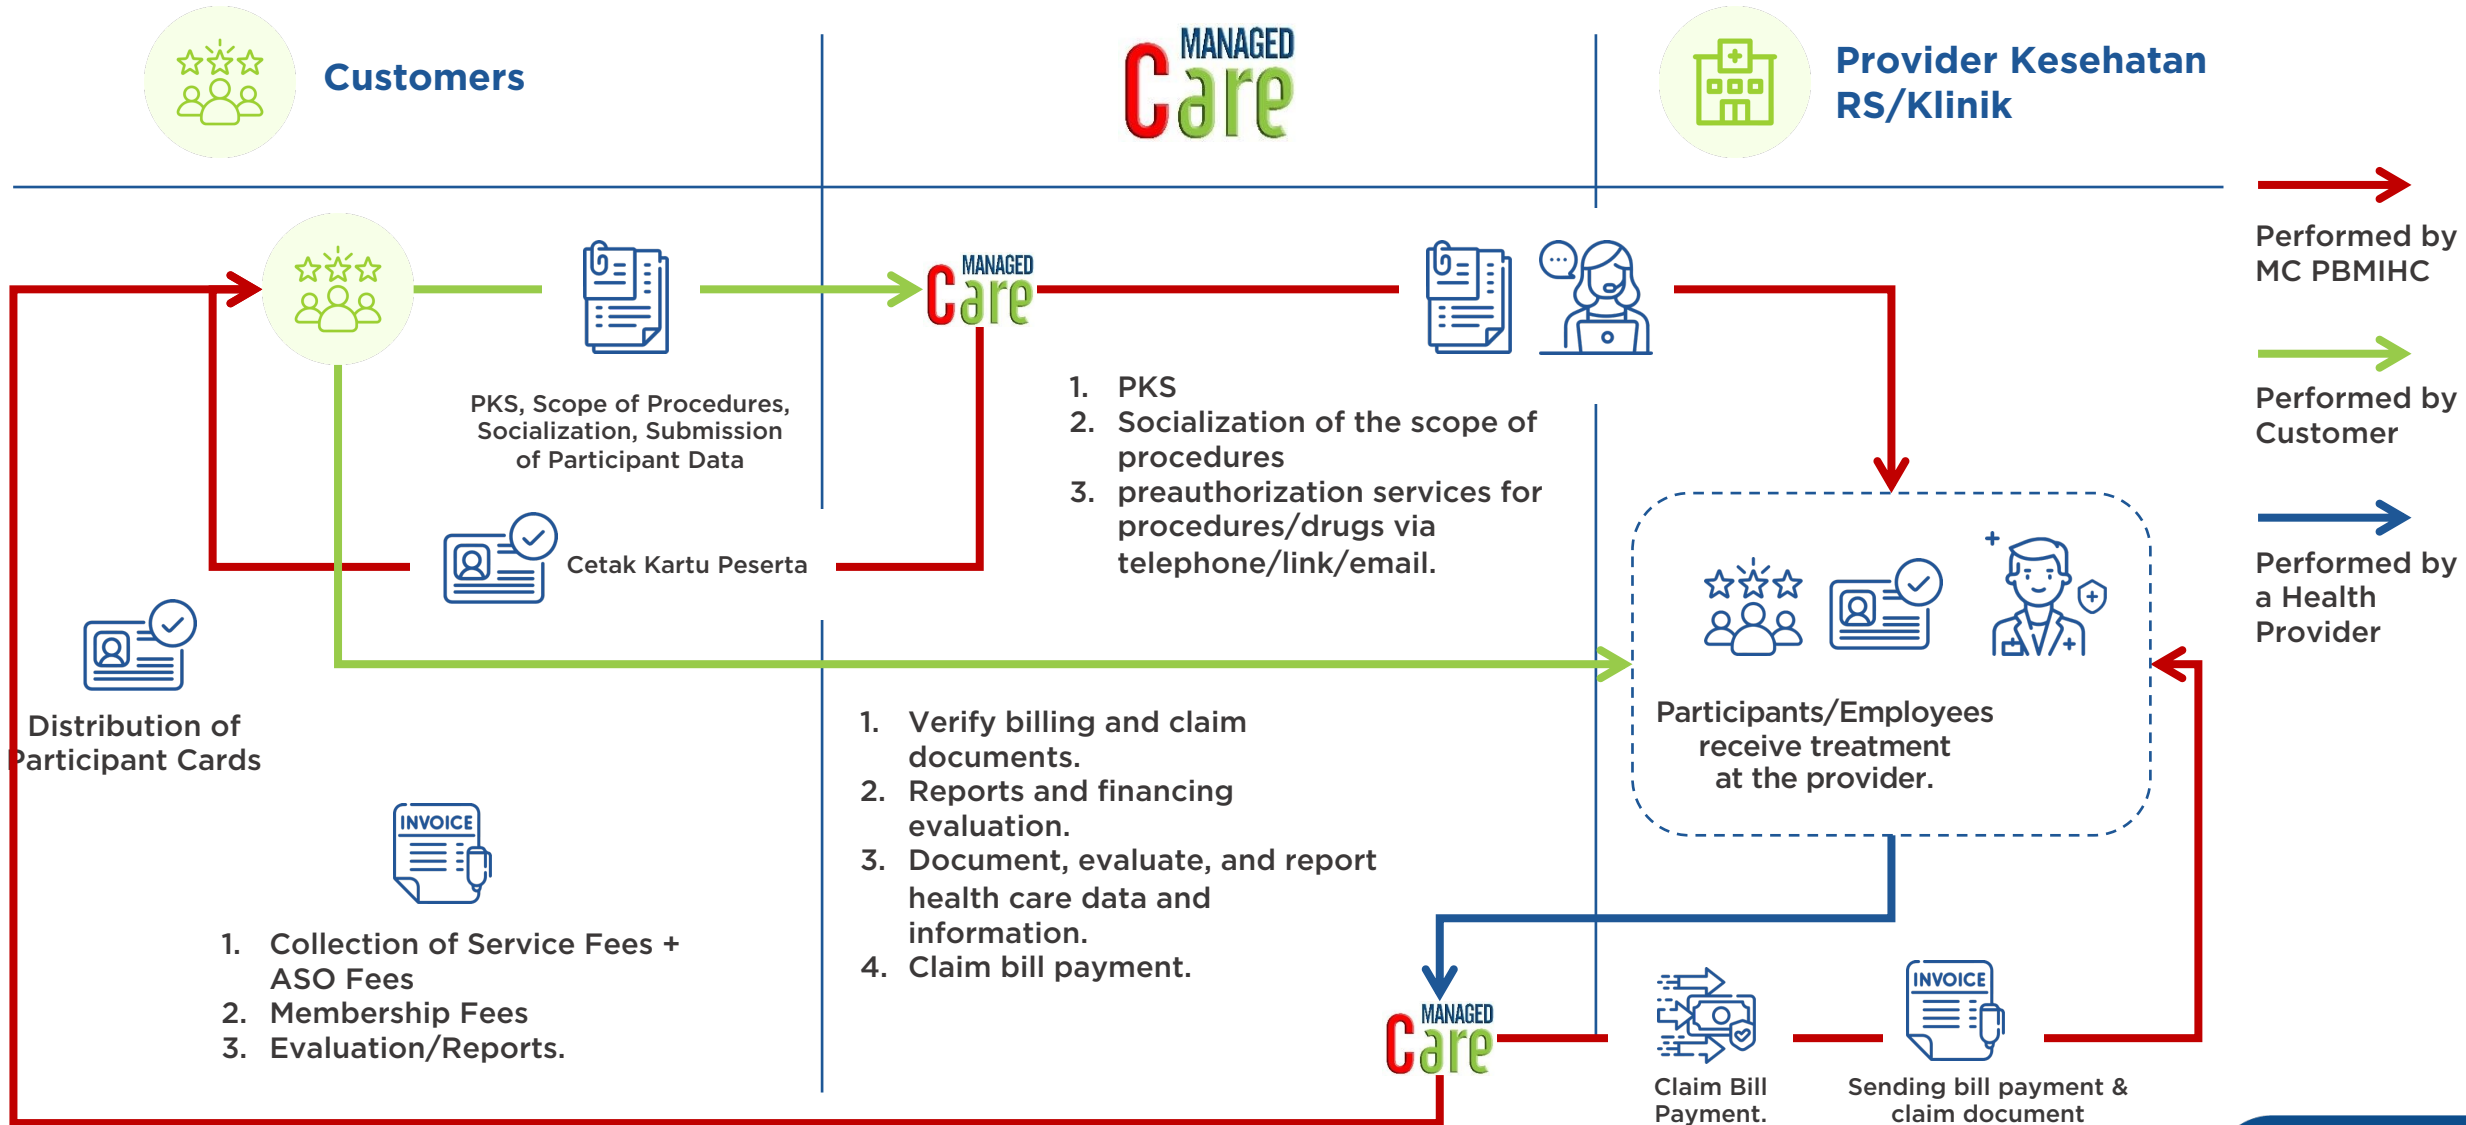 Customers
MANAGED
Care
Provider Kesehatan
RS/Klinik
Performed by
MC PBMIHC
Performed by
Customer
Performed by
a Health
Provider
MANAGED
Care
PKS, Scope of Procedures,
Socialization, Submission
of Participant Data
1. PKS
2. Socialization of the scope of
procedures
3. preauthorization services for
procedures/drugs via
telephone/link/email.
Cetak Kartu Peserta
Distribution of
Participant Cards
Participants/Employees
receive treatment
at the provider.
1. Verify billing and claim
documents.
2. Reports and financing
evaluation.
3. Document, evaluate, and report
health care data and
information.
4. Claim bill payment.
INVOICE
1. Collection of Service Fees +
ASO Fees
2. Membership Fees
3. Evaluation/Reports.
MANAGED
Care
Claim Bill
Payment.
INVOICE
Sending bill payment &
claim document